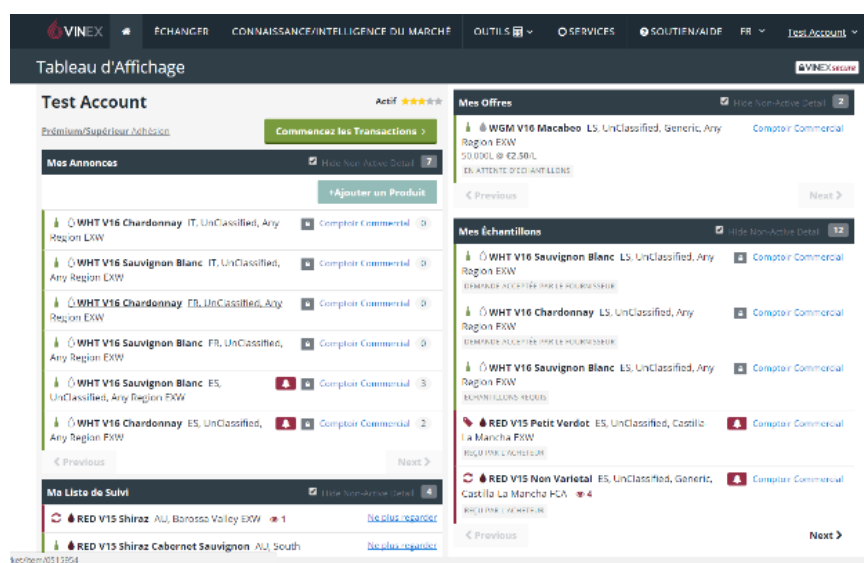 VINEX ÉCHANGER CONNAISSANCE/INTELLIGENCE DU MARCHÉ OUTILS SERVICES SOUTIEN/AIDE FR Test Account
Tableau d'Affichage
VINEX secure
Test Account
Actif
Prémium/Supérieur Adhésion
Commencez les Transactions >
Mes Annonces Hide Non-Active Detail 7
+Ajouter un Produit
WHT V16 Chardonnay IT, UnClassified, Any Comptoir Commercial 0
Region EXW
WHT V16 Sauvignon Blanc IT, UnClassified, Comptoir Commercial 0
Any Region EXW
WHT V16 Chardonnay FR, UnClassified, Any Comptoir Commercial 0
Region EXW
WHT V16 Sauvignon Blanc FR, UnClassified, Comptoir Commercial 0
Any Region EXW
WHT V16 Sauvignon Blanc ES, Comptoir Commercial 3
UnClassified, Any Region EXW
WHT V16 Chardonnay ES, UnClassified, Comptoir Commercial 2
Any Region EXW
< Previous Next >
Ma Liste de Suivi Hide Non-Active Detail 4
RED V15 Shiraz AU, Barossa Valley EXW 1 Ne plus regarder
RED V15 Shiraz Cabernet Sauvignon AU, South Ne plus regarder
Mes Offres Hide Non-Active Detail 2
WGM V16 Macabeo ES, UnClassified, Generic, Any Comptoir Commercial
Region EXW
50,000L @ €2.50/L
EN ATTENTE D'ECHANTILLONS
< Previous Next >
Mes Échantillons Hide Non-Active Detail 12
WHT V16 Sauvignon Blanc ES, UnClassified, Any Comptoir Commercial
Region EXW
DEMANDE ACCEPTÉE PAR LE FOURNISSEUR
WHT V16 Chardonnay ES, UnClassified, Any Comptoir Commercial
Region EXW
DEMANDE ACCEPTÉE PAR LE FOURNISSEUR
WHT V16 Sauvignon Blanc ES, UnClassified, Any Comptoir Commercial
Region EXW
ECHANTILLONS REQUIS
RED V15 Petit Verdot ES, UnClassified, Castilla Comptoir Commercial
La Mancha EXW
REÇU PAR L'ACHETEUR
RED V15 Non Varietal ES, UnClassified, Generic, Comptoir Commercial
Castilla La Mancha FCA 4
REÇU PAR L'ACHETEUR
< Previous Next >